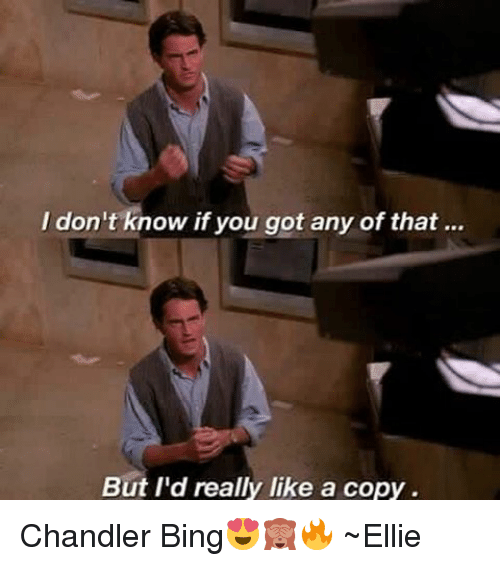 I don't know if you got any of that ...
But I'd really like a copy .
Chandler Bing😍🙈🔥 ~Ellie